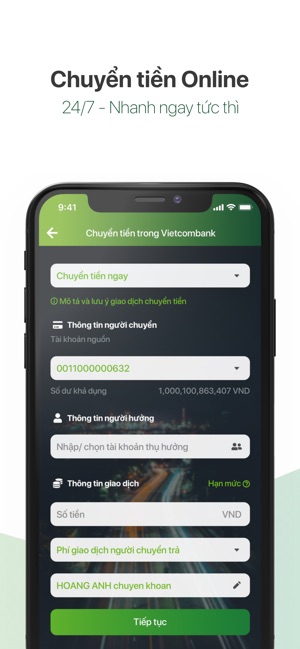 Chuyển tiền Online
24/7 - Nhanh ngay tức thì
9:41
Chuyển tiền trong Vietcombank
Chuyển tiền ngay
Mô tả và lưu ý giao dịch chuyển tiền
Thông tin người chuyển
Tài khoản nguồn
0011000000632
Số dư khả dụng 1,000,100,863,407 VND
Thông tin người hưởng
Nhập/ chọn tài khoản thụ hưởng
Thông tin giao dịch Hạn mức
Số tiền VND
Phí giao dịch người chuyển trả
HOANG ANH chuyen khoan
Tiếp tục